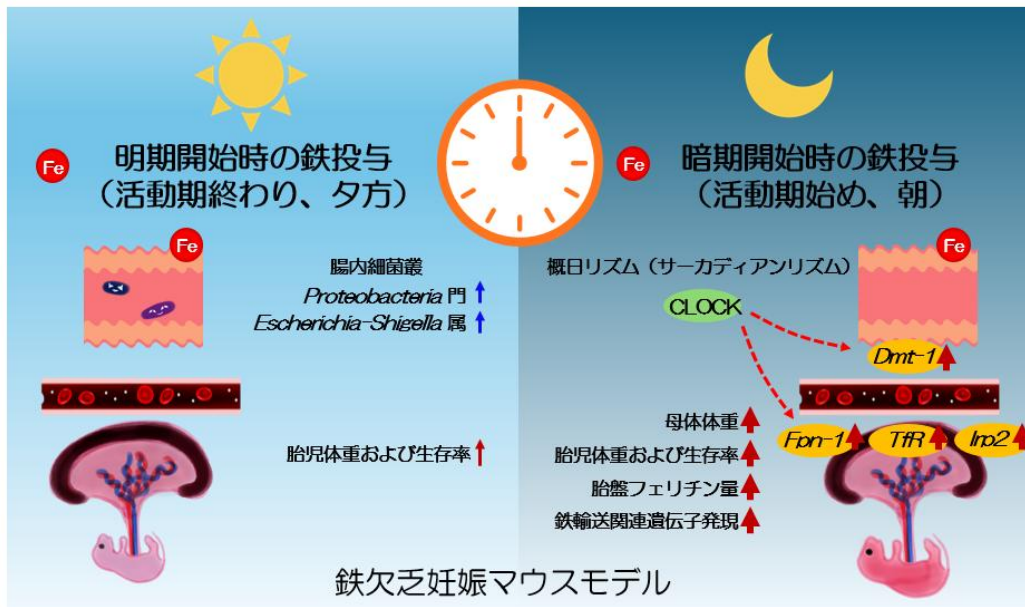 Fe
明期開始時の鉄投与
（活動期終わり、夕方）
Fe
腸内細菌叢
Proteobacteria 門
Escherichia-Shigella 属
胎児体重および生存率
Fe
暗期開始時の鉄投与
（活動期始め、朝）
Fe
概日リズム（サーカディアンリズム）
CLOCK
Dmt-1
母体体重
Fpn-1
TfR
Irp2
胎児体重および生存率
胎盤フェリチン量
鉄輸送関連遺伝子発現
鉄欠乏妊娠マウスモデル